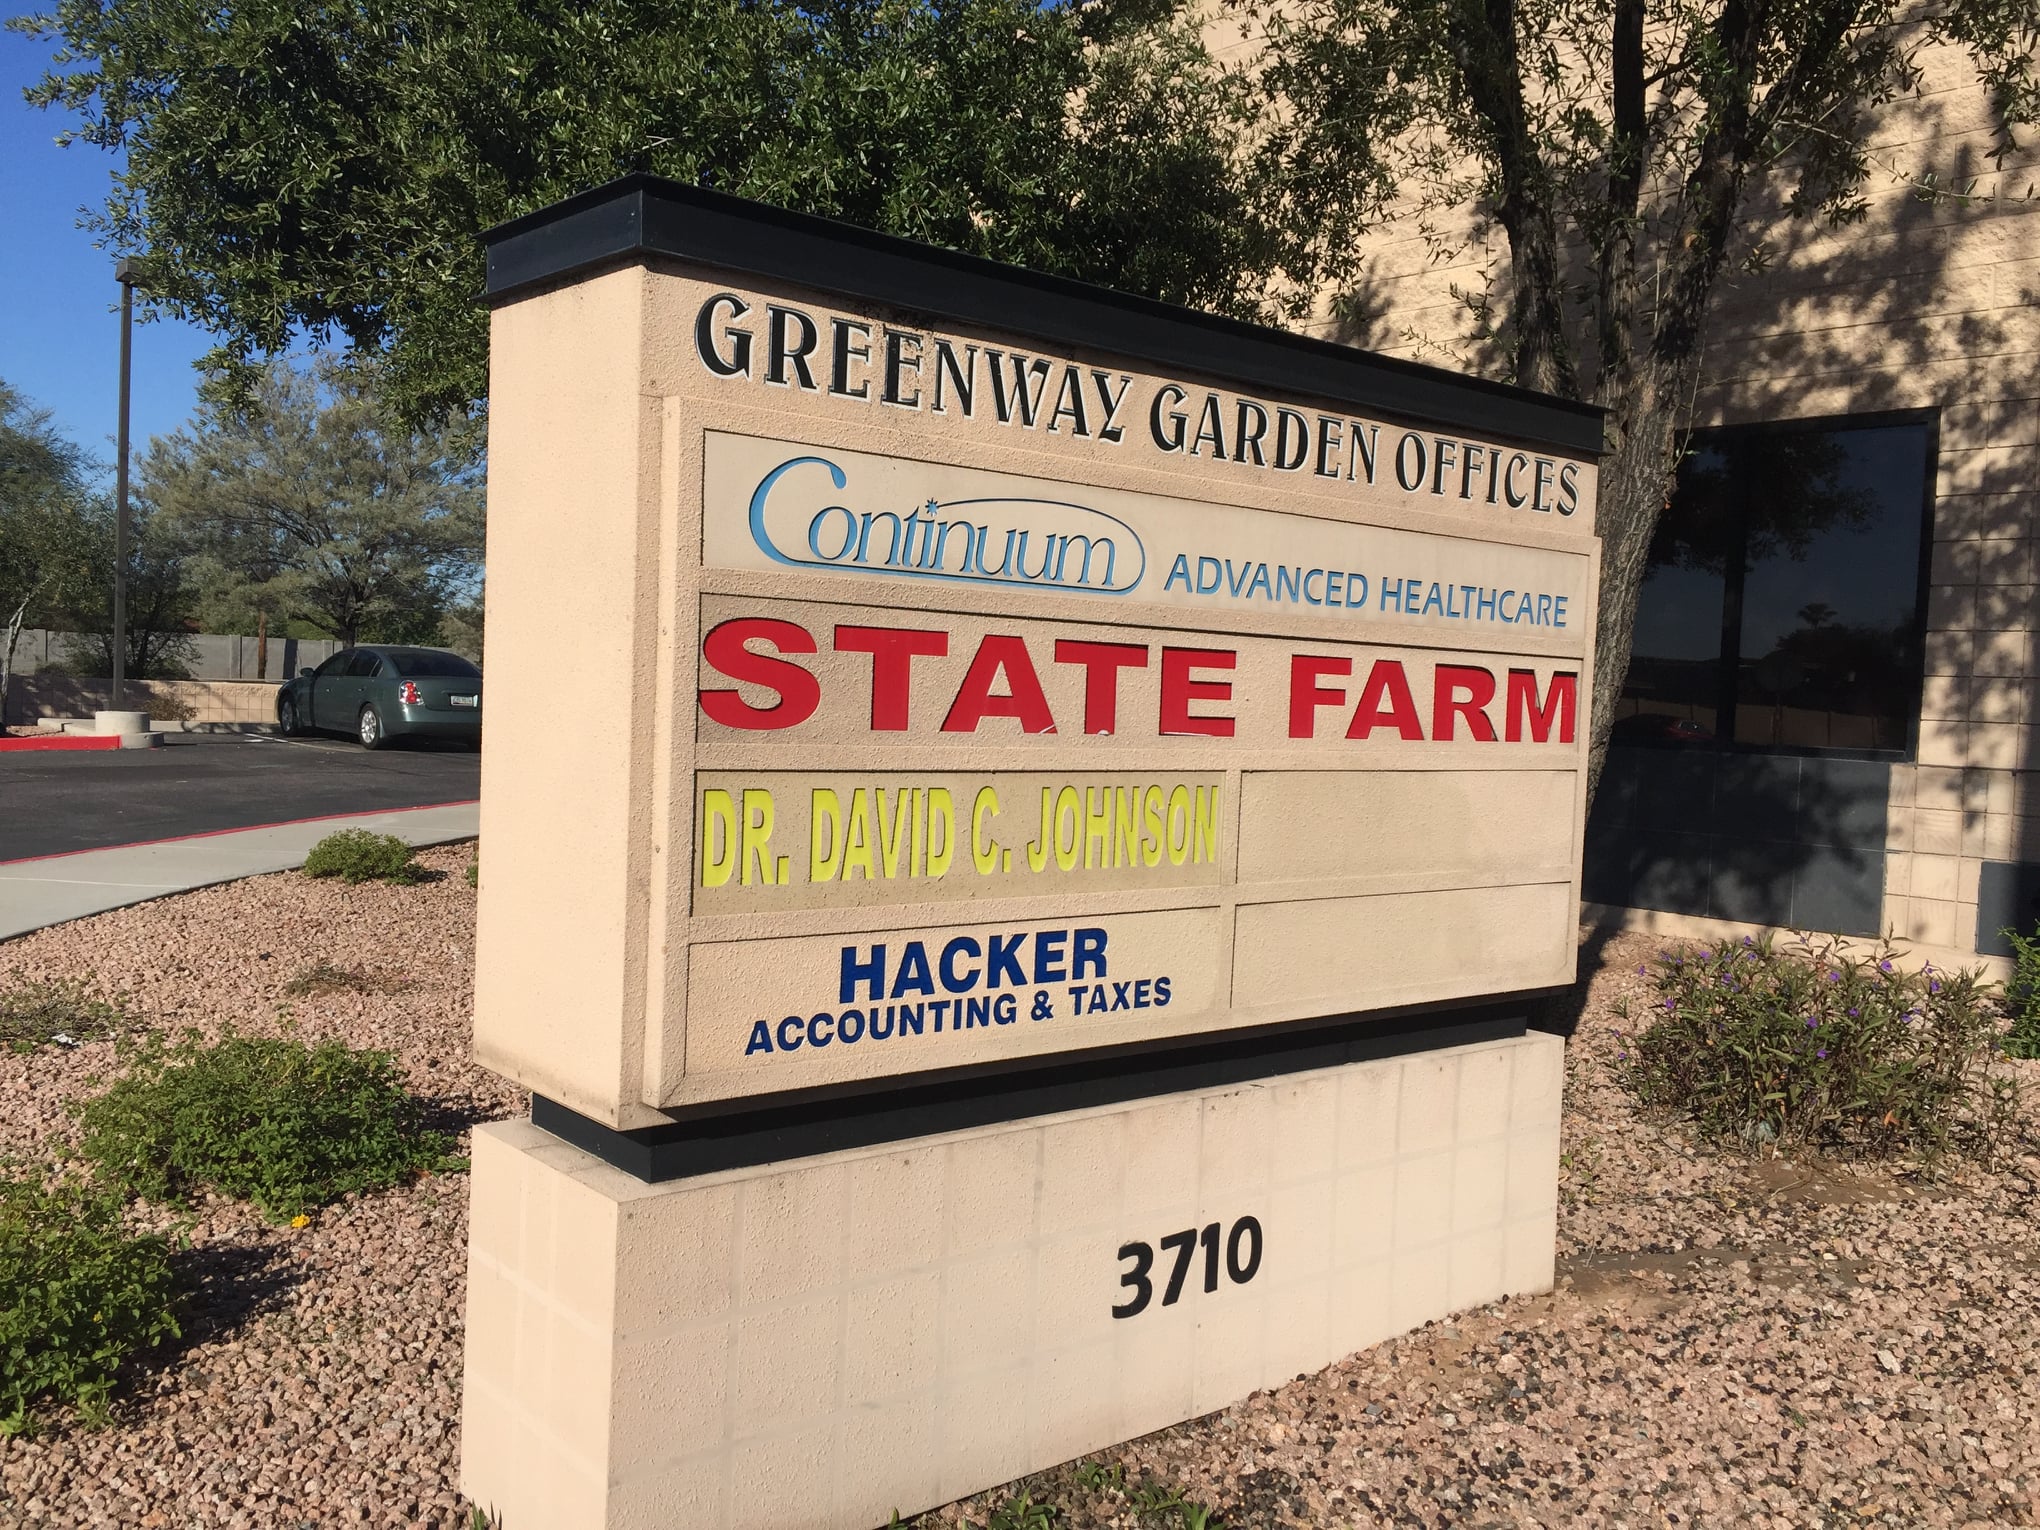 GREENWAY GARDEN OFFICES
Continuum ADVANCED HEALTHCARE
STATE FARM
DR. DAVID C. JOHNSON
HACKER
ACCOUNTING & TAXES
3710